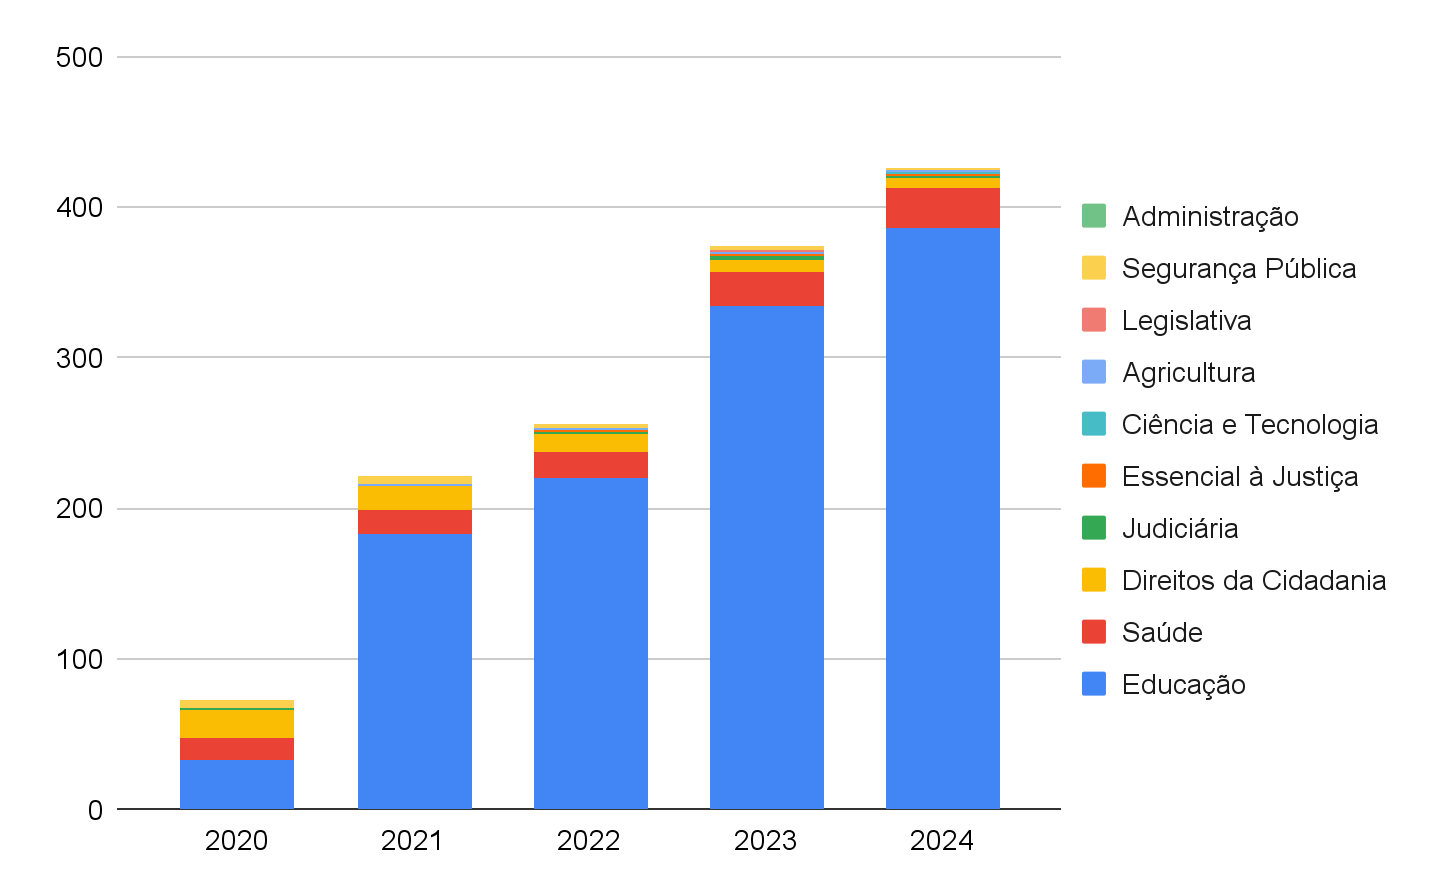 500
400
300
200
100
0
2020 2021 2022 2023 2024
Administração
Segurança Pública
Legislativa
Agricultura
Ciência e Tecnologia
Essencial à Justiça
Judiciária
Direitos da Cidadania
Saúde
Educação